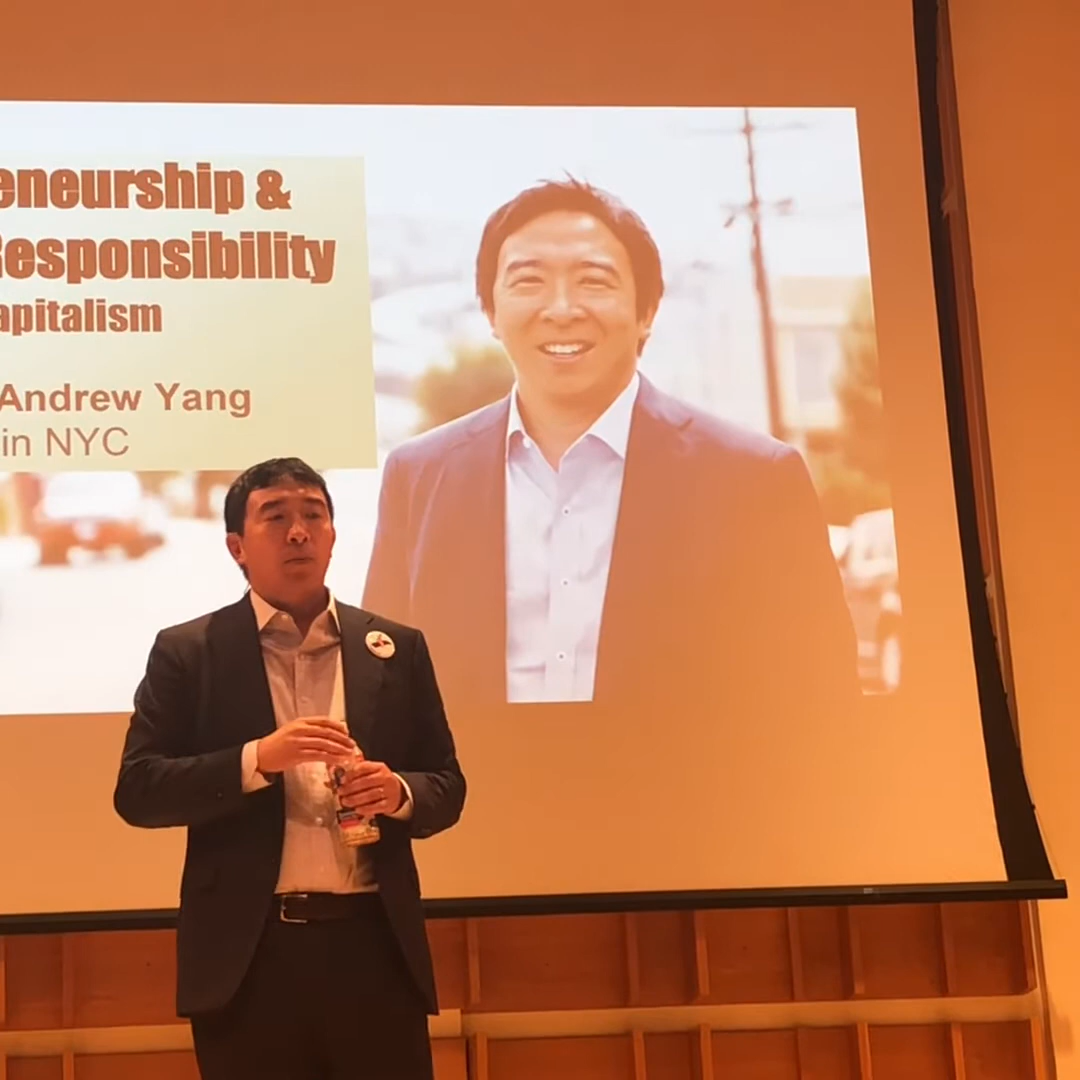 eneurship &
Responsibility
apitalism
Andrew Yang
in NYC